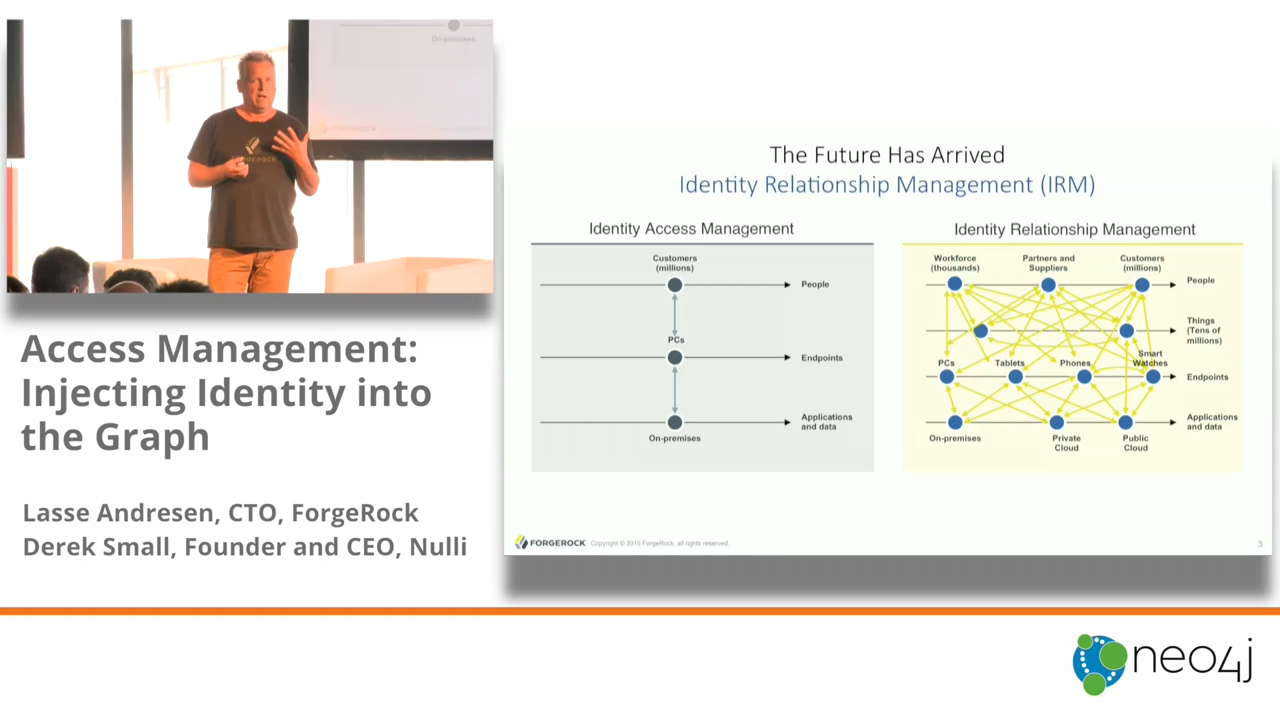 On-premises
FORGEROCK
FORGEROCK
Access Management:
Injecting Identity into
the Graph
Lasse Andresen, CTO, ForgeRock
Derek Small, Founder and CEO, Nulli
The Future Has Arrived
Identity Relationship Management (IRM)
Identity Access Management
Customers
(millions)
People
PCs
Endpoints
Applications
and data
On-premises
Identity Relationship Management
Workforce
(thousands)
Partners and
Suppliers
Customers
(millions)
People
Things
(Tens of
millions)
PCs
Tablets
Phones
Smart
Watches
Endpoints
Applications
and data
On-premises
Private
Cloud
Public
Cloud
FORGEROCK Copyright © 2015 ForgeRock, all rights reserved.
3
neo4j